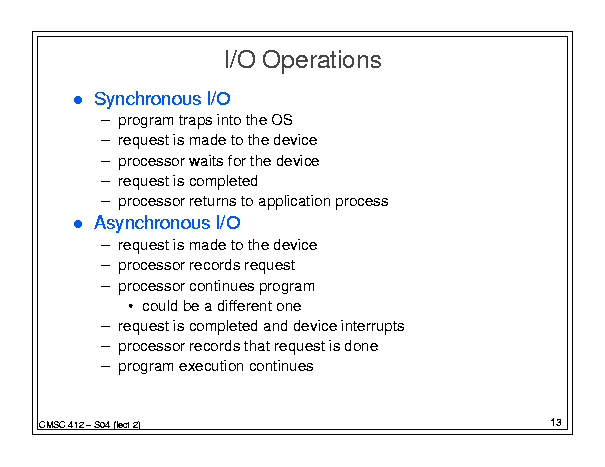 I/O Operations
● Synchronous I/O
– program traps into the OS
– request is made to the device
– processor waits for the device
– request is completed
– processor returns to application process
● Asynchronous I/O
– request is made to the device
– processor records request
– processor continues program
• could be a different one
– request is completed and device interrupts
– processor records that request is done
– program execution continues
CMSC 412 – S04 (lect 2)
13